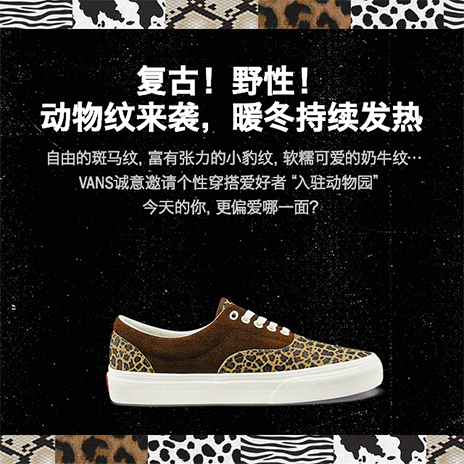 复古！野性！
动物纹来袭，暖冬持续发热
自由的斑马纹，富有张力的小豹纹，软糯可爱的奶牛纹…
VANS诚意邀请个性穿搭爱好者“入驻动物园”
今天的你，更偏爱哪一面？